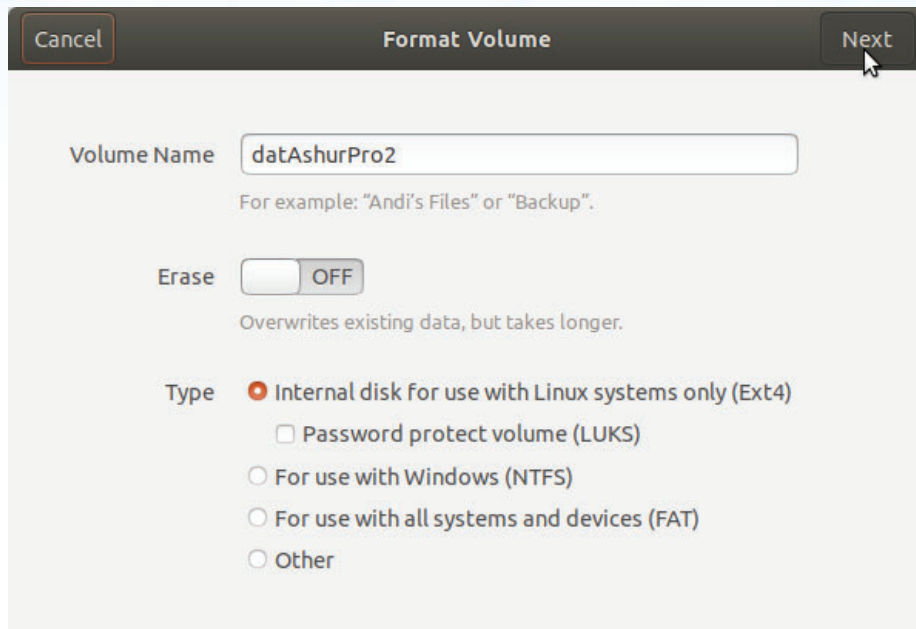 Cancel Format Volume Next
Volume Name datAshurPro2
For example: “Andi’s Files” or “Backup”.
Erase OFF
Overwrites existing data, but takes longer.
Type Internal disk for use with Linux systems only (Ext4)
Password protect volume (LUKS)
For use with Windows (NTFS)
For use with all systems and devices (FAT)
Other